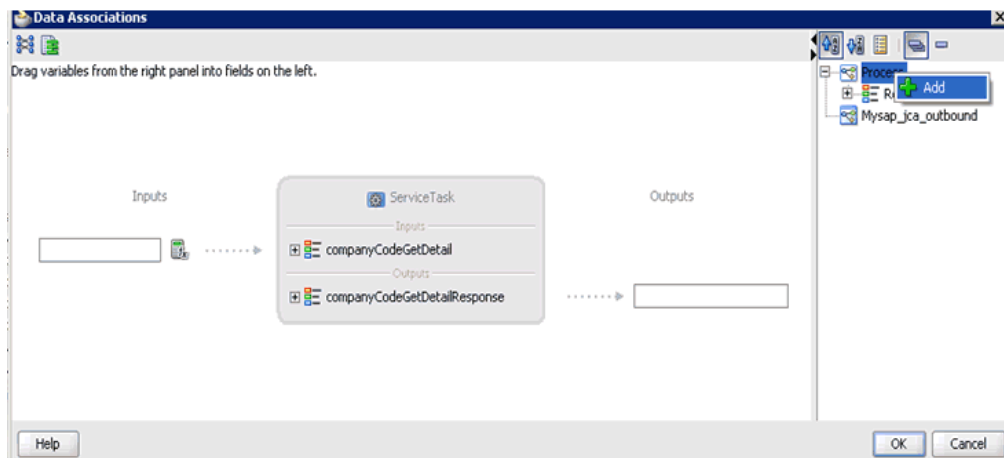 Data Associations
Drag variables from the right panel into fields on the left.
Process
Add
Mysap_jca_outbound
Inputs
ServiceTask
Outputs
Inputs
companyCodeGetDetail
Outputs
companyCodeGetDetailResponse
Help
OK
Cancel